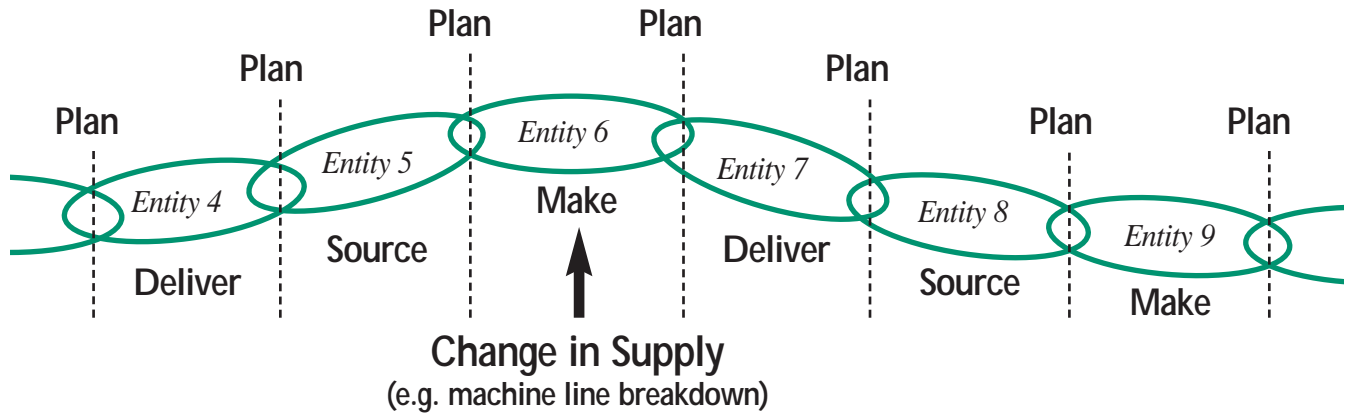 Plan
Plan
Plan
Plan
Plan
Plan
Plan
Entity 4
Entity 5
Entity 6
Entity 7
Entity 8
Entity 9
Deliver
Source
Make
Deliver
Source
Make
Change in Supply
(e.g. machine line breakdown)